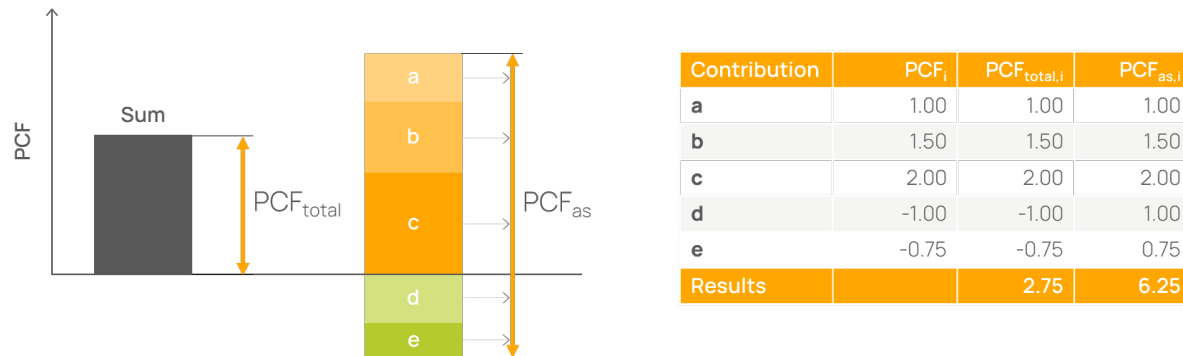 PCF
Sum
PCFtotal
a
b
c
d
e
PCFas
Contribution PCFi PCFtotal,i PCFas,i
a 1.00 1.00 1.00
b 1.50 1.50 1.50
c 2.00 2.00 2.00
d -1.00 -1.00 1.00
e -0.75 -0.75 0.75
Results 2.75 6.25